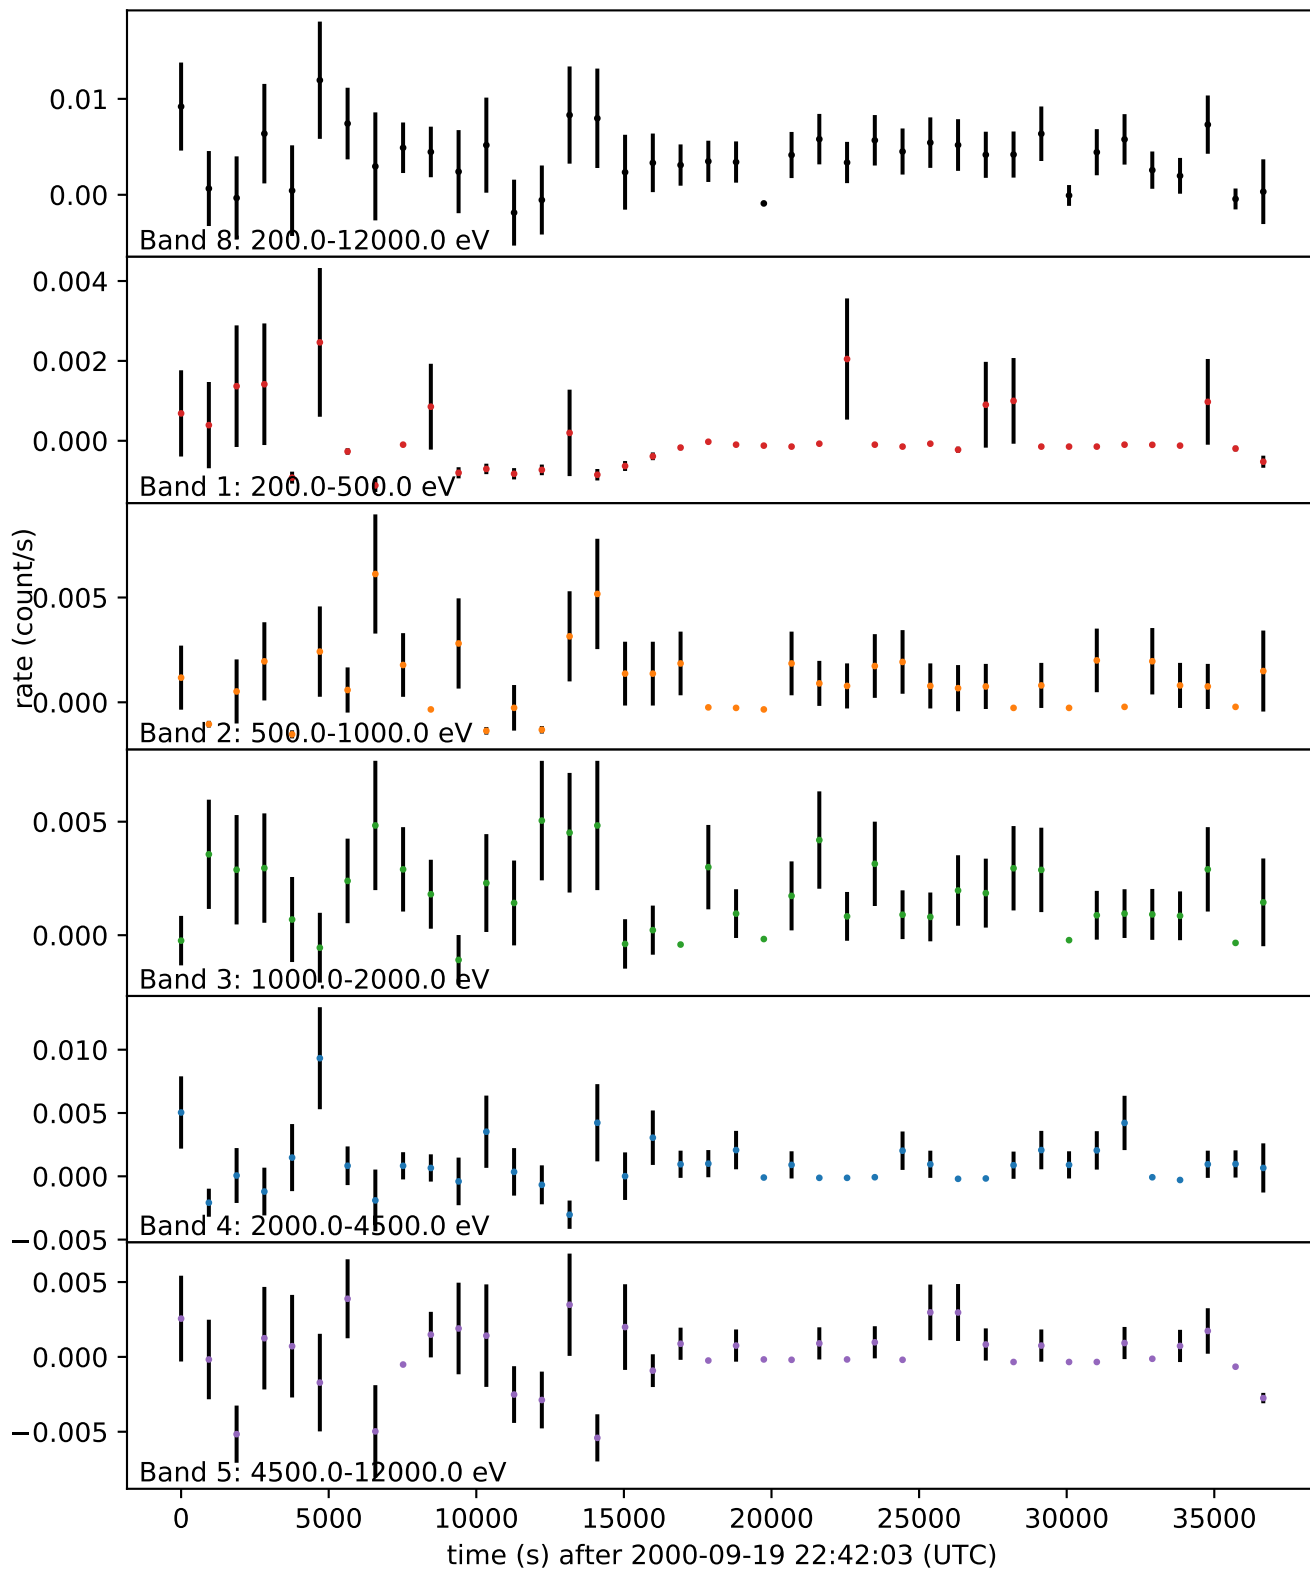 0.01
0.00
Band 8: 200.0-12000.0 eV
0.004
0.002
0.000
Band 1: 200.0-500.0 eV
rate (count/s)
0.005
0.000
Band 2: 500.0-1000.0 eV
0.005
0.000
Band 3: 1000.0-2000.0 eV
0.010
0.005
0.000
−0.005
Band 4: 2000.0-4500.0 eV
0.005
0.000
−0.005
Band 5: 4500.0-12000.0 eV
0 5000 10000 15000 20000 25000 30000 35000
time (s) after 2000-09-19 22:42:03 (UTC)